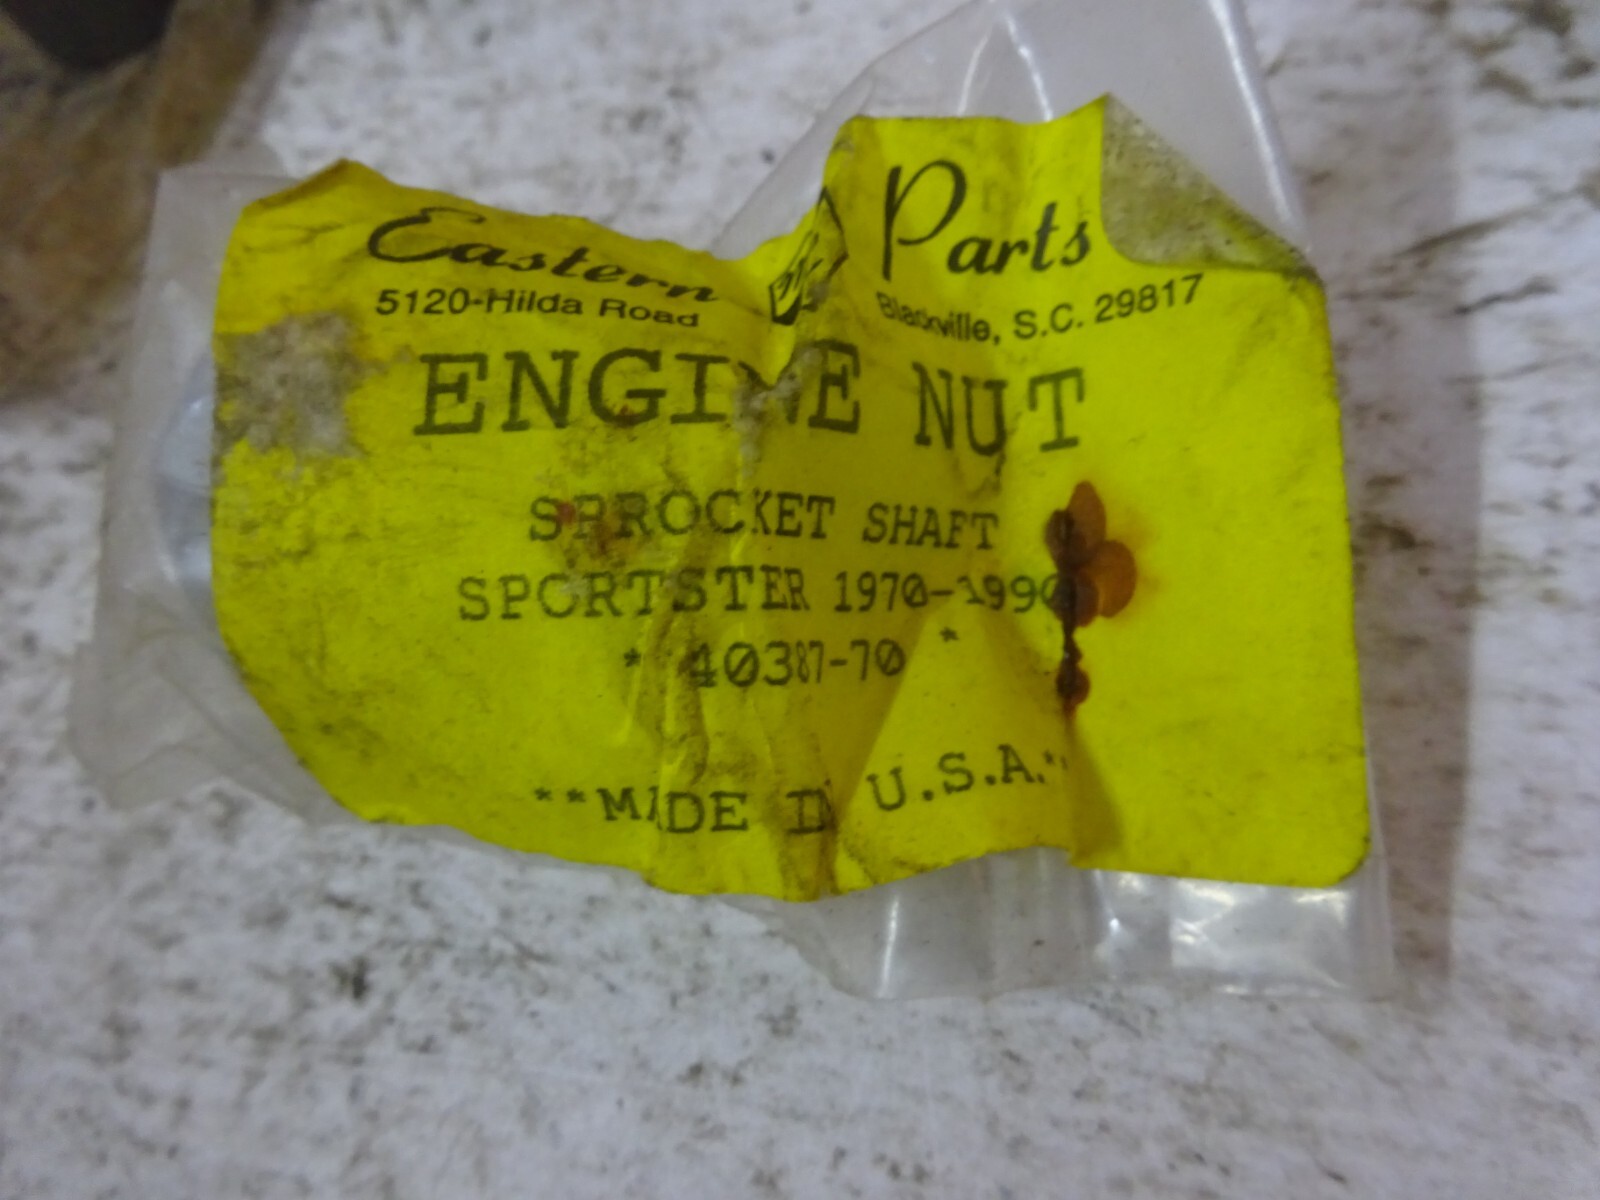 Eastern Parts
5120-Hilda Road Blackville, S.C. 29817
ENGINE NUT
SPROCKET SHAFT
SPORTSTER 1970-1990
* 40387-70 *
**MADE IN U.S.A.**